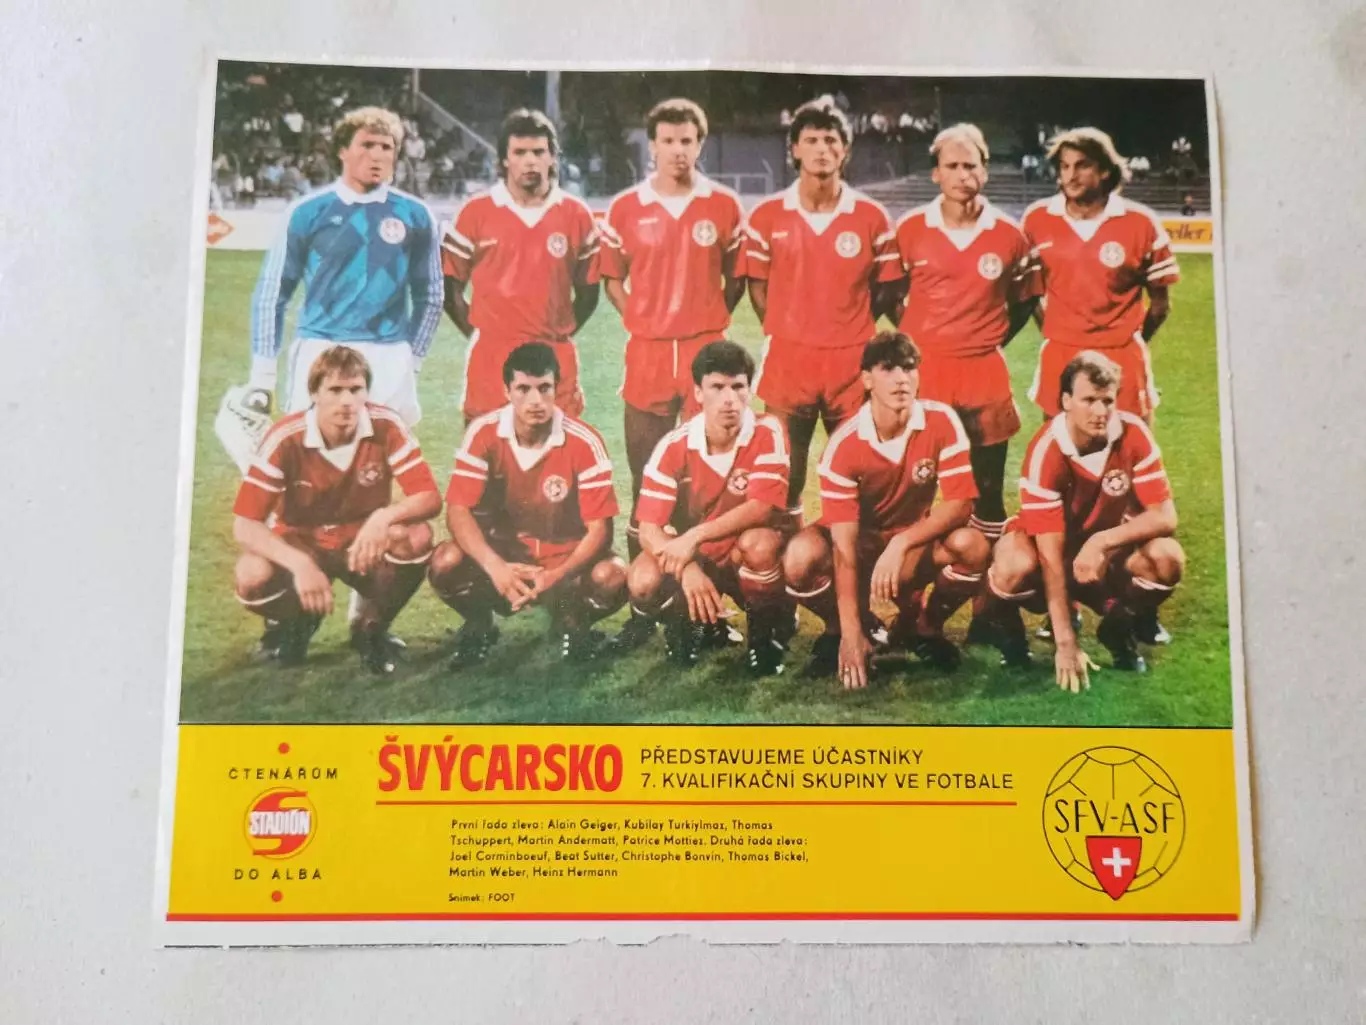 ČTENÁŘOM
STADIÓN
DO ALBA
ŠVÝCARSKO
PŘEDSTAVUJEME ÚČASTNÍKY
7. KVALIFIKAČNÍ SKUPINY VE FOTBALE
První řada zleva: Alain Geiger, Kubilay Turkiylmaz, Thomas
Tschuppert, Martin Andermatt, Patrice Mottiez. Druhá řada zleva:
Joel Corminboeuf, Beat Sutter, Christophe Bonvin, Thomas Bickel,
Martin Weber, Heinz Hermann
Snímek: FOOT
SFV-ASF